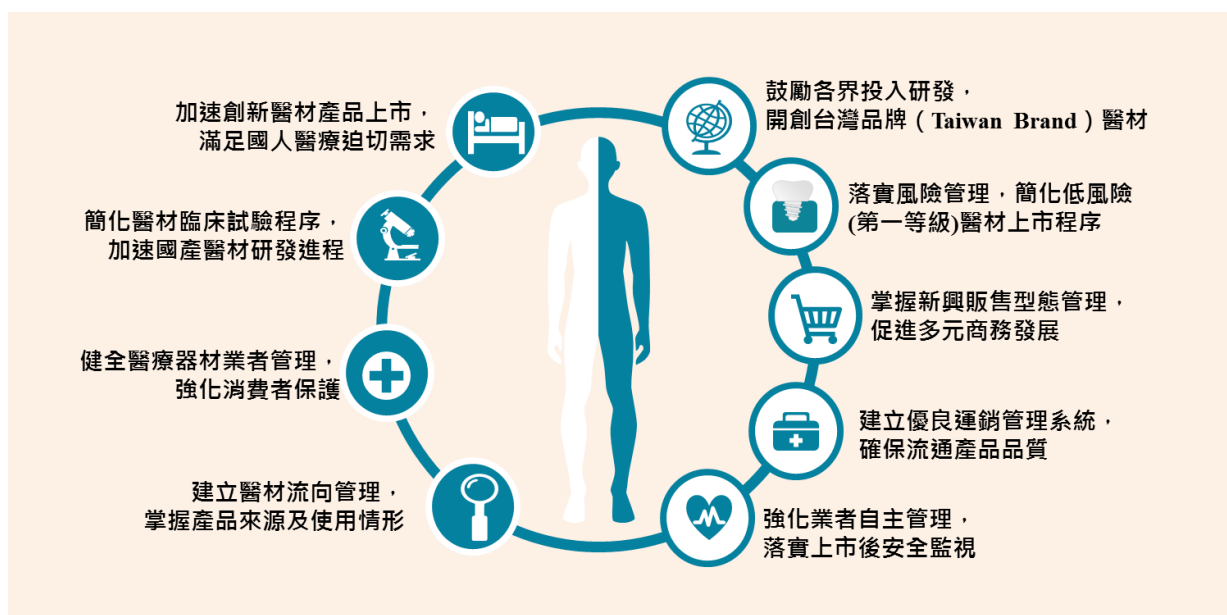 加速創新醫材產品上市，
滿足國人醫療迫切需求
簡化醫材臨床試驗程序，
加速國產醫材研發進程
健全醫療器材業者管理，
強化消費者保護
建立醫材流向管理，
掌握產品來源及使用情形
鼓勵各界投入研發，
開創台灣品牌（Taiwan Brand）醫材
落實風險管理，簡化低風險
(第一等級)醫材上市程序
掌握新興販售型態管理，
促進多元商務發展
建立優良運銷管理系統，
確保流通產品品質
強化業者自主管理，
落實上市後安全監視